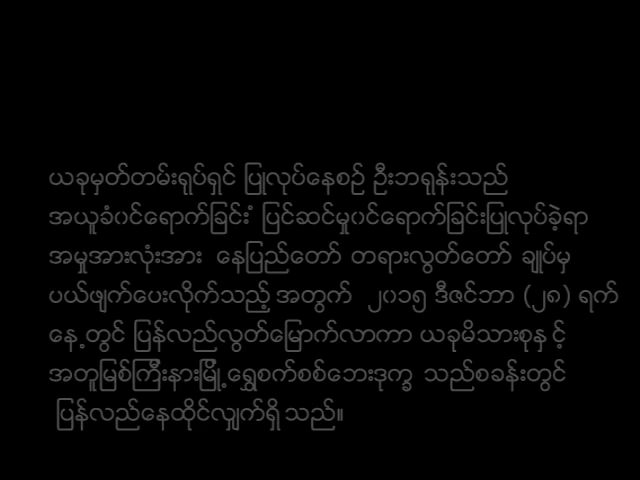 ယခုမှတ်တမ်းရုပ်ရှင် ပြုလုပ်နေစဉ် ဦးဘရုန်းသည်
အယူခံဝင်ရောက်ခြင်းံ ပြင်ဆင်မှုဝင်ရောက်ခြင်းပြုလုပ်ခဲ့ရာ
အမှုအားလုံးအား နေပြည်တော် တရားလွတ်တော် ချုပ်မှ
ပယ်ဖျက်ပေးလိုက်သည့် အတွက် ၂၀၁၅ ဒီဇင်ဘာ (၂၈) ရက်
နေ့တွင် ပြန်လည်လွတ်မြောက်လာကာ ယခုမိသားစုနှင့်
အတူမြစ်ကြီးနားမြို့ရွှေစက်စစ်ဘေးဒုက္ခ သည်စခန်းတွင်
ပြန်လည်နေထိုင်လျှက်ရှိသည်။